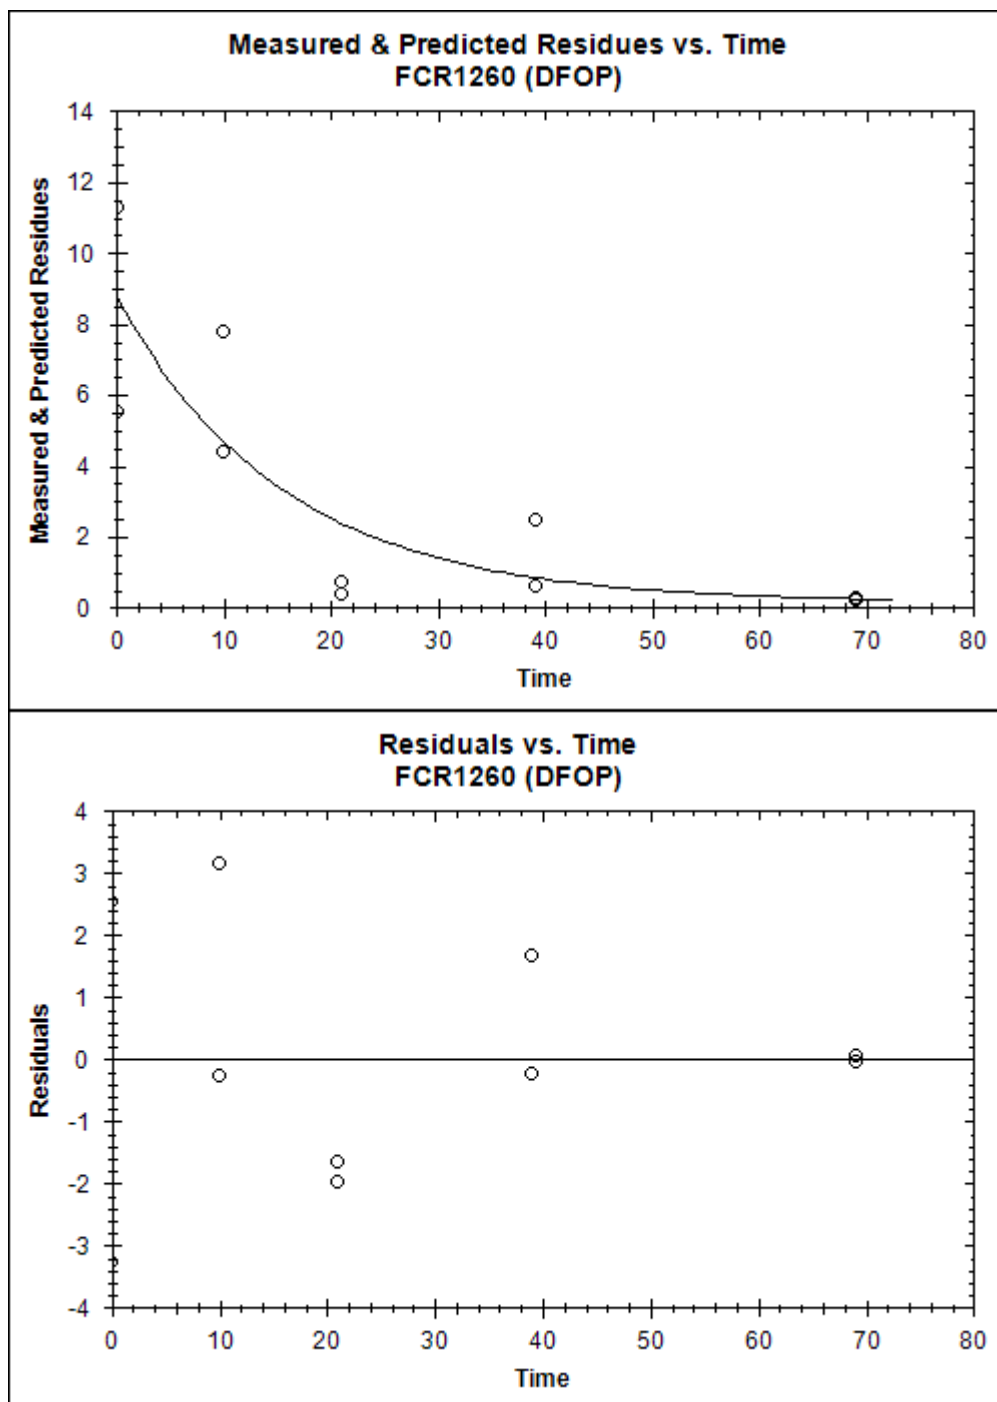 Measured & Predicted Residues vs. Time
FCR1260 (DFOP)
Measured & Predicted Residues
14
12
10
8
6
4
2
0
0 10 20 30 40 50 60 70 80
Time
Residuals vs. Time
FCR1260 (DFOP)
Residuals
4
3
2
1
0
-1
-2
-3
-4
0 10 20 30 40 50 60 70 80
Time